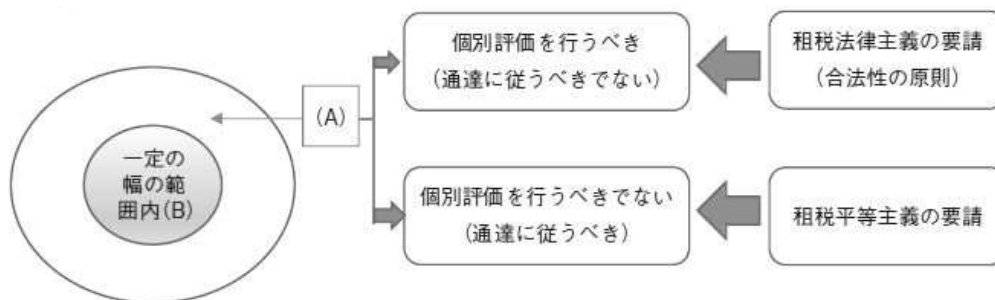 一定の
幅の範
囲内(B)
(A)
個別評価を行うべき
(通達に従うべきでない)
租税法律主義の要請
(合法性の原則)
個別評価を行うべきでない
(通達に従うべき)
租税平等主義の要請